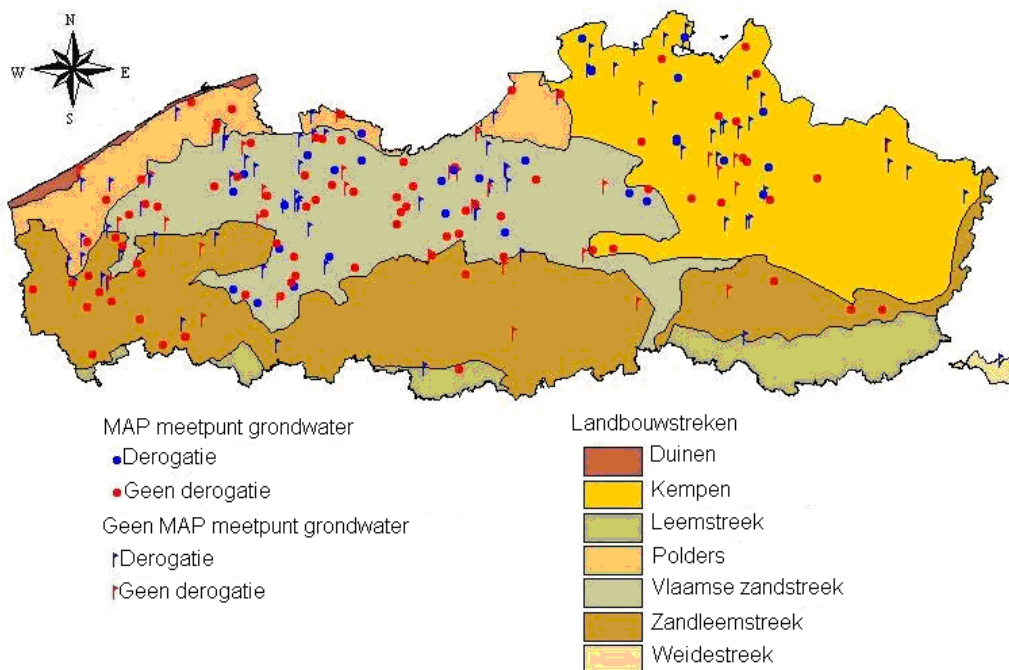 N
W E
S
MAP meetpunt grondwater
Derogatie
Geen derogatie
Geen MAP meetpunt grondwater
Derogatie
Geen derogatie
Landbouwstreken
Duinen
Kempen
Leemstreek
Polders
Vlaamse zandstreek
Zandleemstreek
Weidestreek